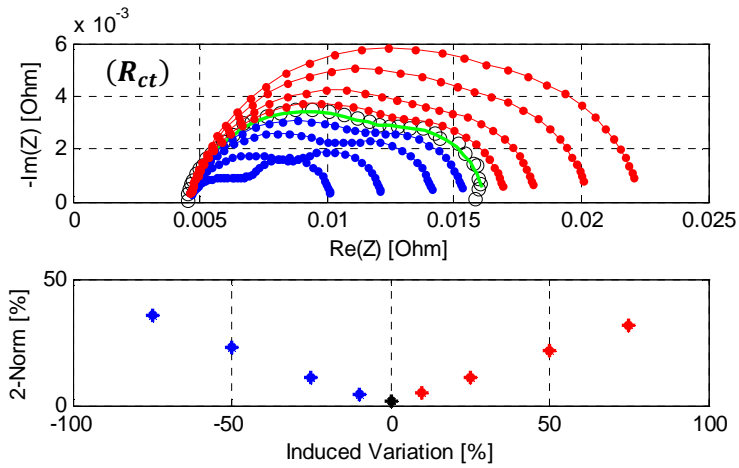 x 10⁻³
6
4
2
0
-Im(Z) [Ohm]
(R_ct)
0 0.005 0.01 0.015 0.02 0.025
Re(Z) [Ohm]
50
0
2-Norm [%]
-100 -50 0 50 100
Induced Variation [%]